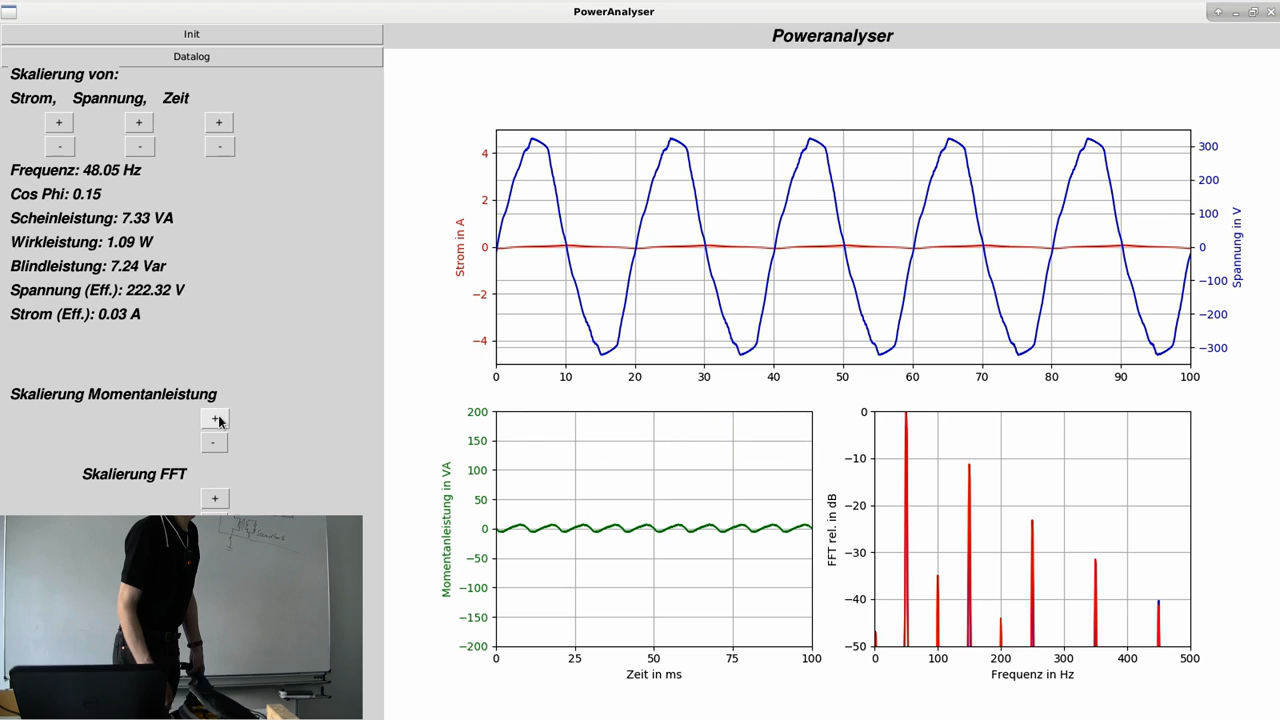 PowerAnalyser
Init
Datalog
Poweranalyser
Skalierung von:
Strom, Spannung, Zeit
+ + +
- - -
Frequenz: 48.05 Hz
Cos Phi: 0.15
Scheinleistung: 7.33 VA
Wirkleistung: 1.09 W
Blindleistung: 7.24 Var
Spannung (Eff.): 222.32 V
Strom (Eff.): 0.03 A
Skalierung Momentanleistung
+
-
Skalierung FFT
+
Strom in A
4
2
0
−2
−4
300
200
100
0
−100
−200
−300
Spannung in V
0 10 20 30 40 50 60 70 80 90 100
Momentanleistung in VA
200
150
100
50
0
−50
−100
−150
−200
0 25 50 75 100
Zeit in ms
FFT rel. in dB
0
−10
−20
−30
−40
−50
0 100 200 300 400 500
Frequenz in Hz